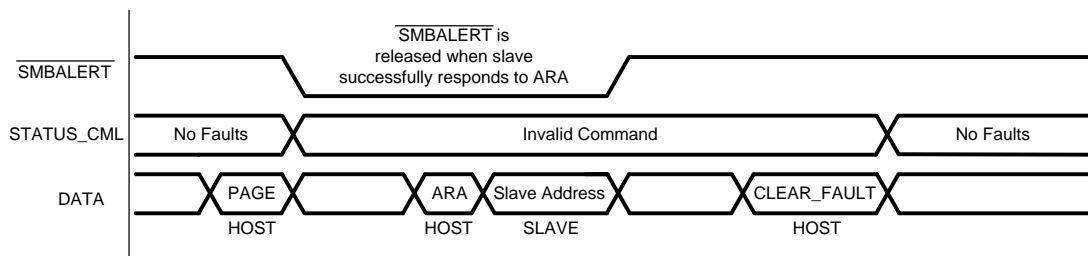 SMBALERT
SMBALERT is
released when slave
successfully responds to ARA
STATUS_CML
No Faults
Invalid Command
No Faults
DATA
PAGE
ARA
Slave Address
CLEAR_FAULT
HOST
HOST
SLAVE
HOST